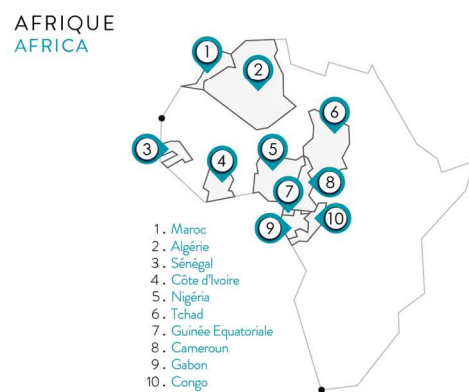 AFRIQUE
AFRICA
1
2
3
4
5
6
7
8
9
10
1. Maroc
2. Algérie
3. Sénégal
4. Côte d'Ivoire
5. Nigéria
6. Tchad
7. Guinée Equatoriale
8. Cameroun
9. Gabon
10. Congo